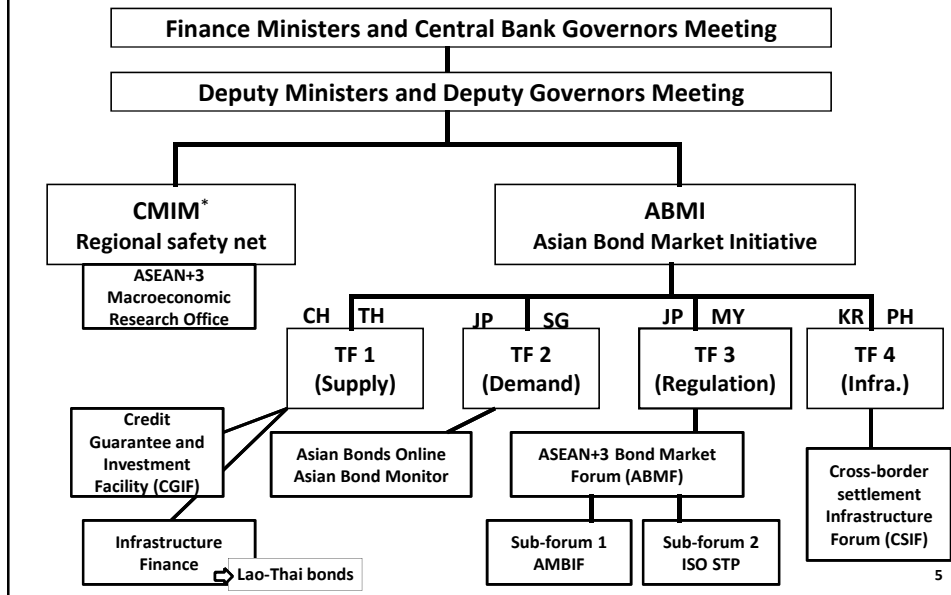 Finance Ministers and Central Bank Governors Meeting
Deputy Ministers and Deputy Governors Meeting
CMIM*
Regional safety net
ASEAN+3
Macroeconomic
Research Office
ABMI
Asian Bond Market Initiative
CH TH
TF 1
(Supply)
JP SG
TF 2
(Demand)
JP MY
TF 3
(Regulation)
KR PH
TF 4
(Infra.)
Credit
Guarantee and
Investment
Facility (CGIF)
Infrastructure
Finance
Lao-Thai bonds
Asian Bonds Online
Asian Bond Monitor
ASEAN+3 Bond Market
Forum (ABMF)
Sub-forum 1
AMBIF
Sub-forum 2
ISO STP
Cross-border
settlement
Infrastructure
Forum (CSIF)
5